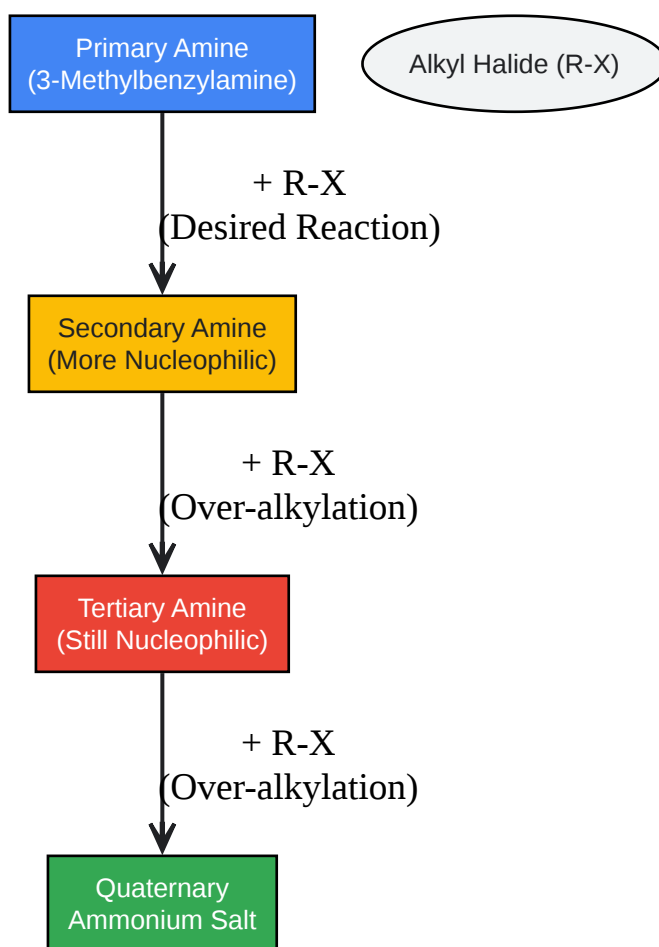 Primary Amine
(3-Methylbenzylamine)
Alkyl Halide (R-X)
+ R-X
(Desired Reaction)
Secondary Amine
(More Nucleophilic)
+ R-X
(Over-alkylation)
Tertiary Amine
(Still Nucleophilic)
+ R-X
(Over-alkylation)
Quaternary
Ammonium Salt